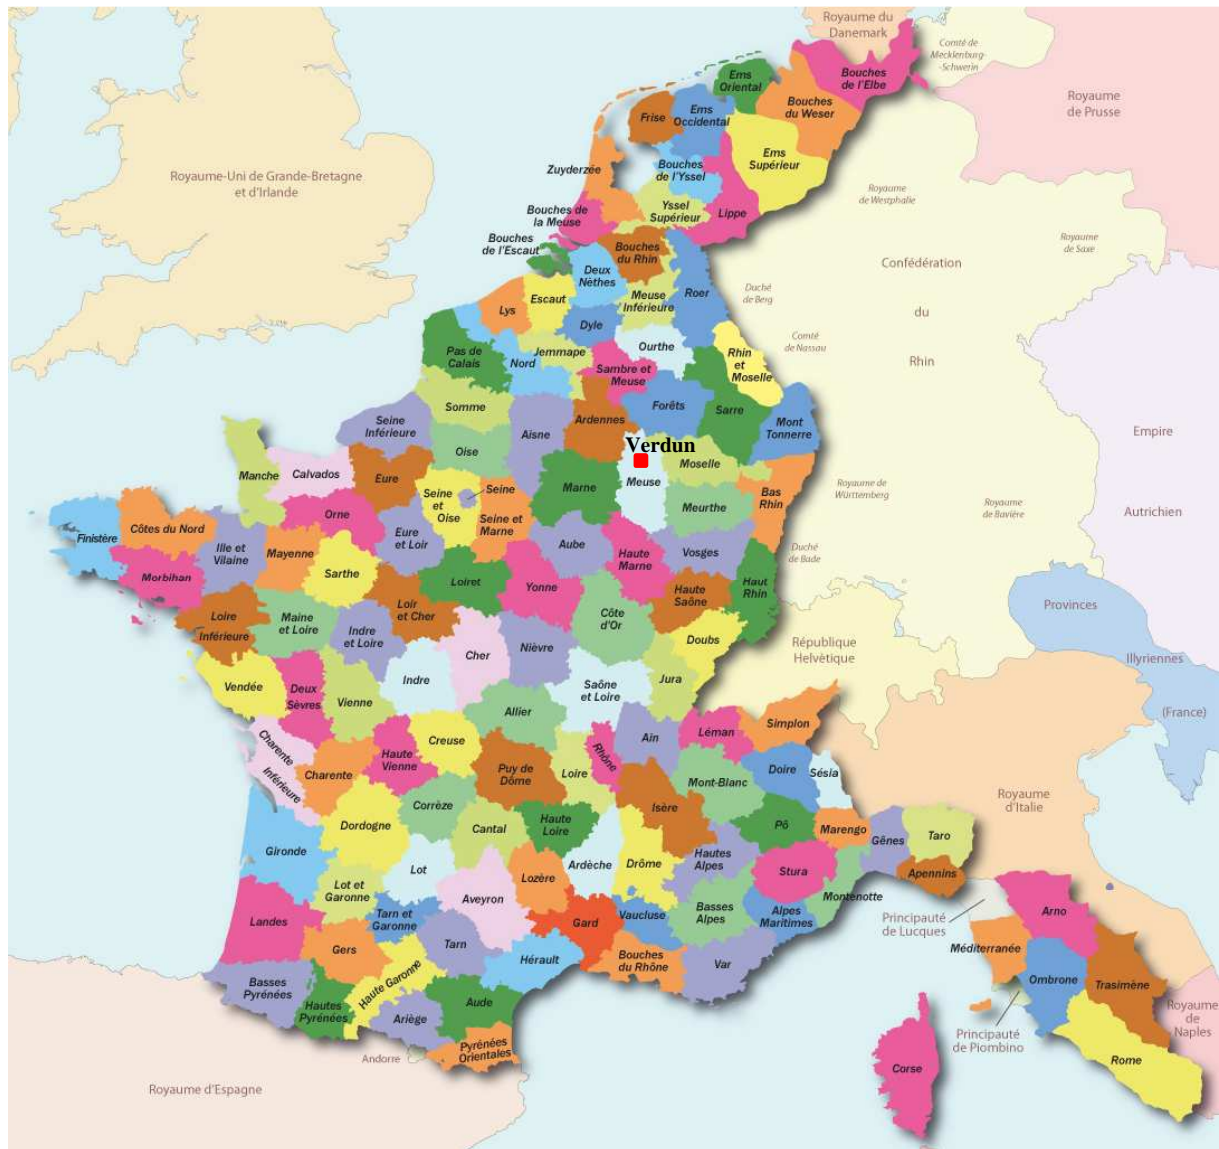 Royaume du
Danemark
Comté de
Mecklenburg-
-Schwerin
Royaume
de Prusse
Bouches
de l'Elbe
Ems
Oriental
Bouches
du Weser
Frise
Ems
Occidental
Ems
Supérieur
Zuyderzée
Bouches
de l'Yssel
Royaume-Uni de Grande-Bretagne
et d'Irlande
Royaume
de Westphalie
Bouches de
la Meuse
Yssel
Supérieur
Lippe
Bouches
de l'Escaut
Bouches
du Rhin
Royaume
de Saxe
Confédération
du
Rhin
Deux
Nèthes
Roer
Duché
de Berg
Lys
Escaut
Meuse
Inférieure
Dyle
Comté
de Nassau
Pas de
Calais
Nord
Jemmape
Ourthe
Rhin
et
Moselle
Sambre et
Meuse
Somme
Ardennes
Forêts
Sarre
Mont
Tonnerre
Seine
Inférieure
Aisne
Empire
Autrichien
Verdun
Oise
Manche
Calvados
Eure
Moselle
Seine
et
Oise
Seine
Marne
Meuse
Bas
Rhin
Royaume de
Württemberg
Royaume
de Bavière
Orne
Seine et
Marne
Meurthe
Finistère
Côtes du Nord
Ille et
Vilaine
Mayenne
Eure
et Loir
Aube
Haute
Marne
Vosges
Duché
de Bade
Morbihan
Sarthe
Loiret
Yonne
Haut
Rhin
Loire
Inférieure
Maine
et Loire
Loir
et Cher
Côte
d'Or
Haute
Saône
Provinces
Illyriennes
(France)
Indre
et Loire
Cher
Nièvre
Doubs
République
Helvètique
Vendée
Deux
Sèvres
Vienne
Indre
Saône
et Loire
Jura
Allier
Charente
Inférieure
Charente
Haute
Vienne
Creuse
Puy de
Dôme
Loire
Rhône
Ain
Léman
Simplon
Mont-Blanc
Doire
Sésia
Royaume
d'Italie
Corrèze
Isère
Gironde
Dordogne
Cantal
Haute
Loire
Pô
Marengo
Gênes
Taro
Lot
Ardèche
Drôme
Hautes
Alpes
Stura
Apennins
Lot et
Garonne
Aveyron
Lozère
Montenotte
Landes
Tarn et
Garonne
Gard
Vaucluse
Basses
Alpes
Alpes
Maritimes
Principauté
de Lucques
Arno
Gers
Tarn
Hérault
Bouches
du Rhône
Var
Méditerranée
Basses
Pyrénées
Hautes
Pyrénées
Haute Garonne
Ariège
Aude
Ombrone
Trasimène
Pyrénées
Orientales
Andorre
Principauté
de Piombino
Royaume
de
Naples
Royaume d'Espagne
Corse
Rome